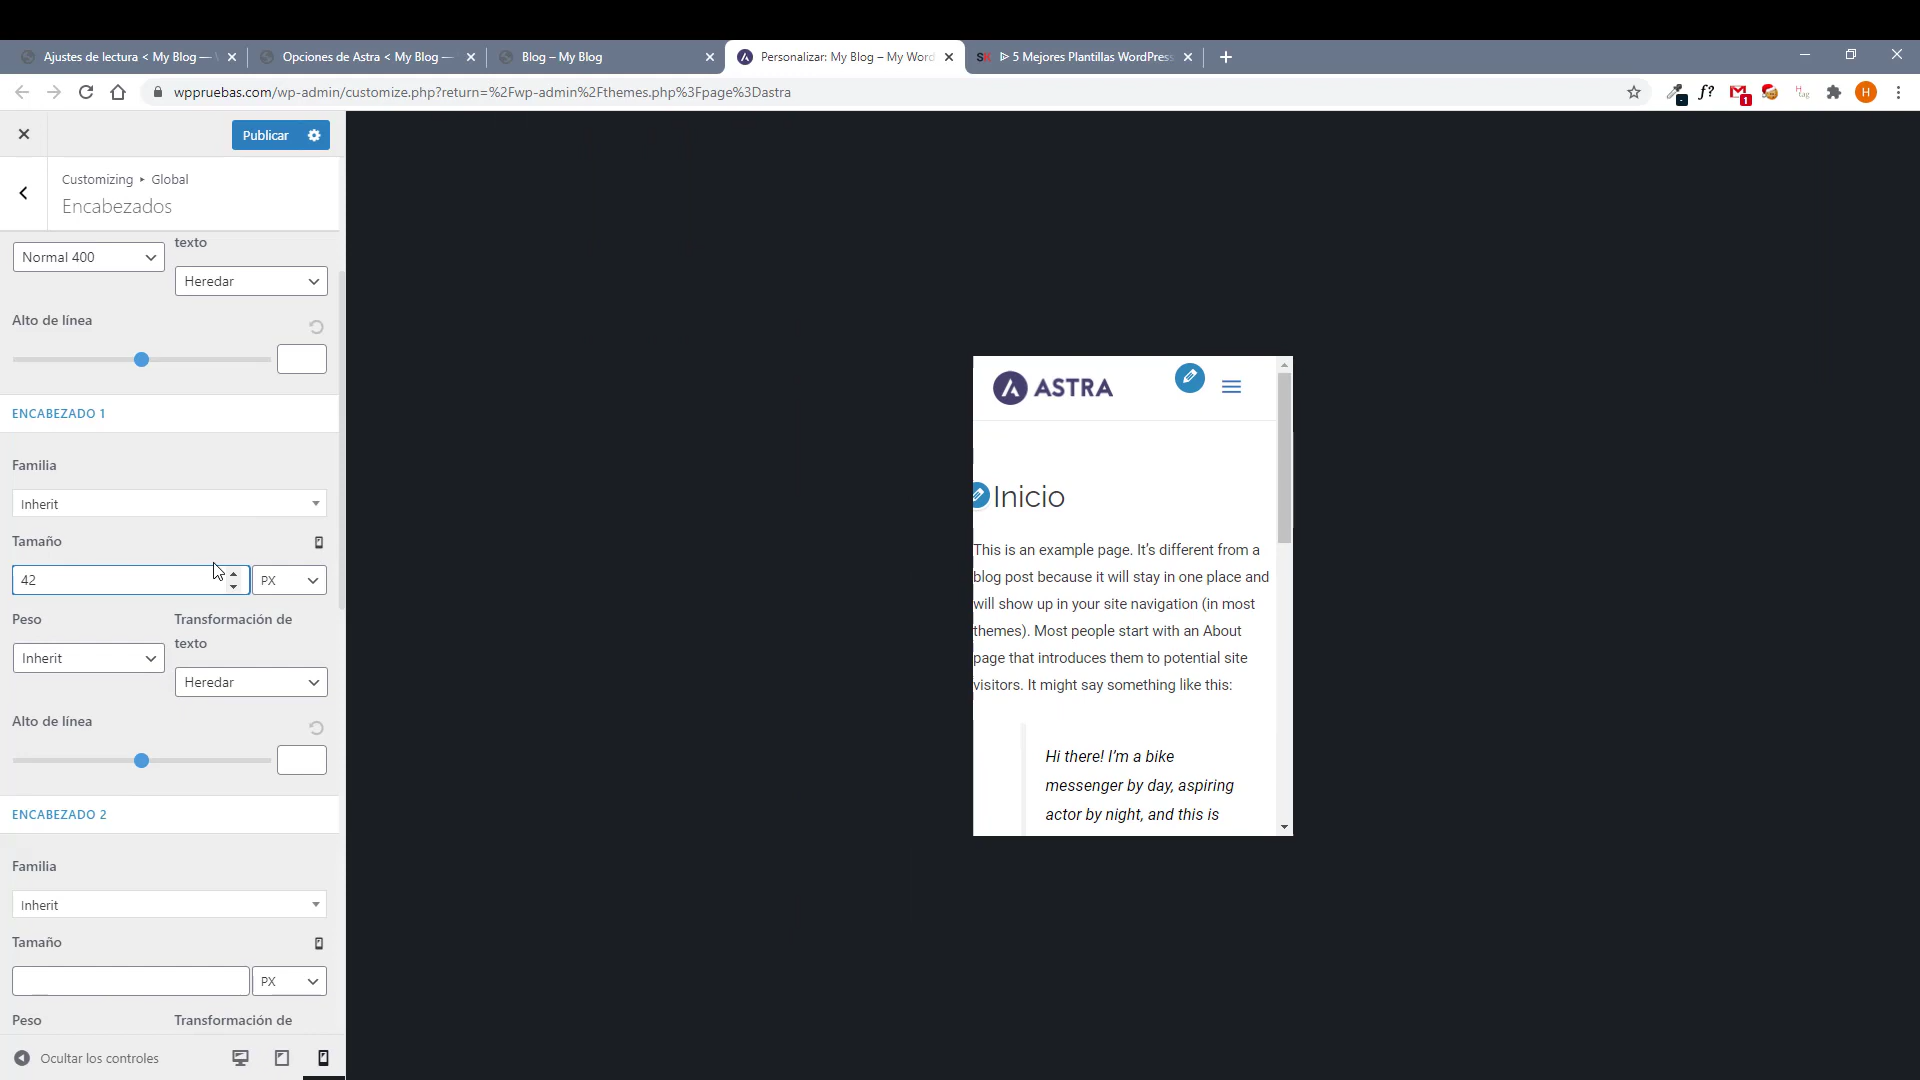 Ajustes de lectura < My Blog —
Opciones de Astra < My Blog —
Blog – My Blog
Personalizar: My Blog – My Word
ᐅ 5 Mejores Plantillas WordPress
wppruebas.com/wp-admin/customize.php?return=%2Fwp-admin%2Fthemes.php%3Fpage%3Dastra
f?
1
H
Publicar
Customizing ▸ Global
Encabezados
texto
Normal 400
Heredar
Alto de línea
ENCABEZADO 1
Familia
Inherit
Tamaño
42
PX
Peso
Transformación de
texto
Inherit
Heredar
Alto de línea
ENCABEZADO 2
Familia
Inherit
Tamaño
PX
Peso
Transformación de
Ocultar los controles
ASTRA
Inicio
This is an example page. It’s different from a
blog post because it will stay in one place and
will show up in your site navigation (in most
themes). Most people start with an About
page that introduces them to potential site
visitors. It might say something like this:
Hi there! I’m a bike
messenger by day, aspiring
actor by night, and this is